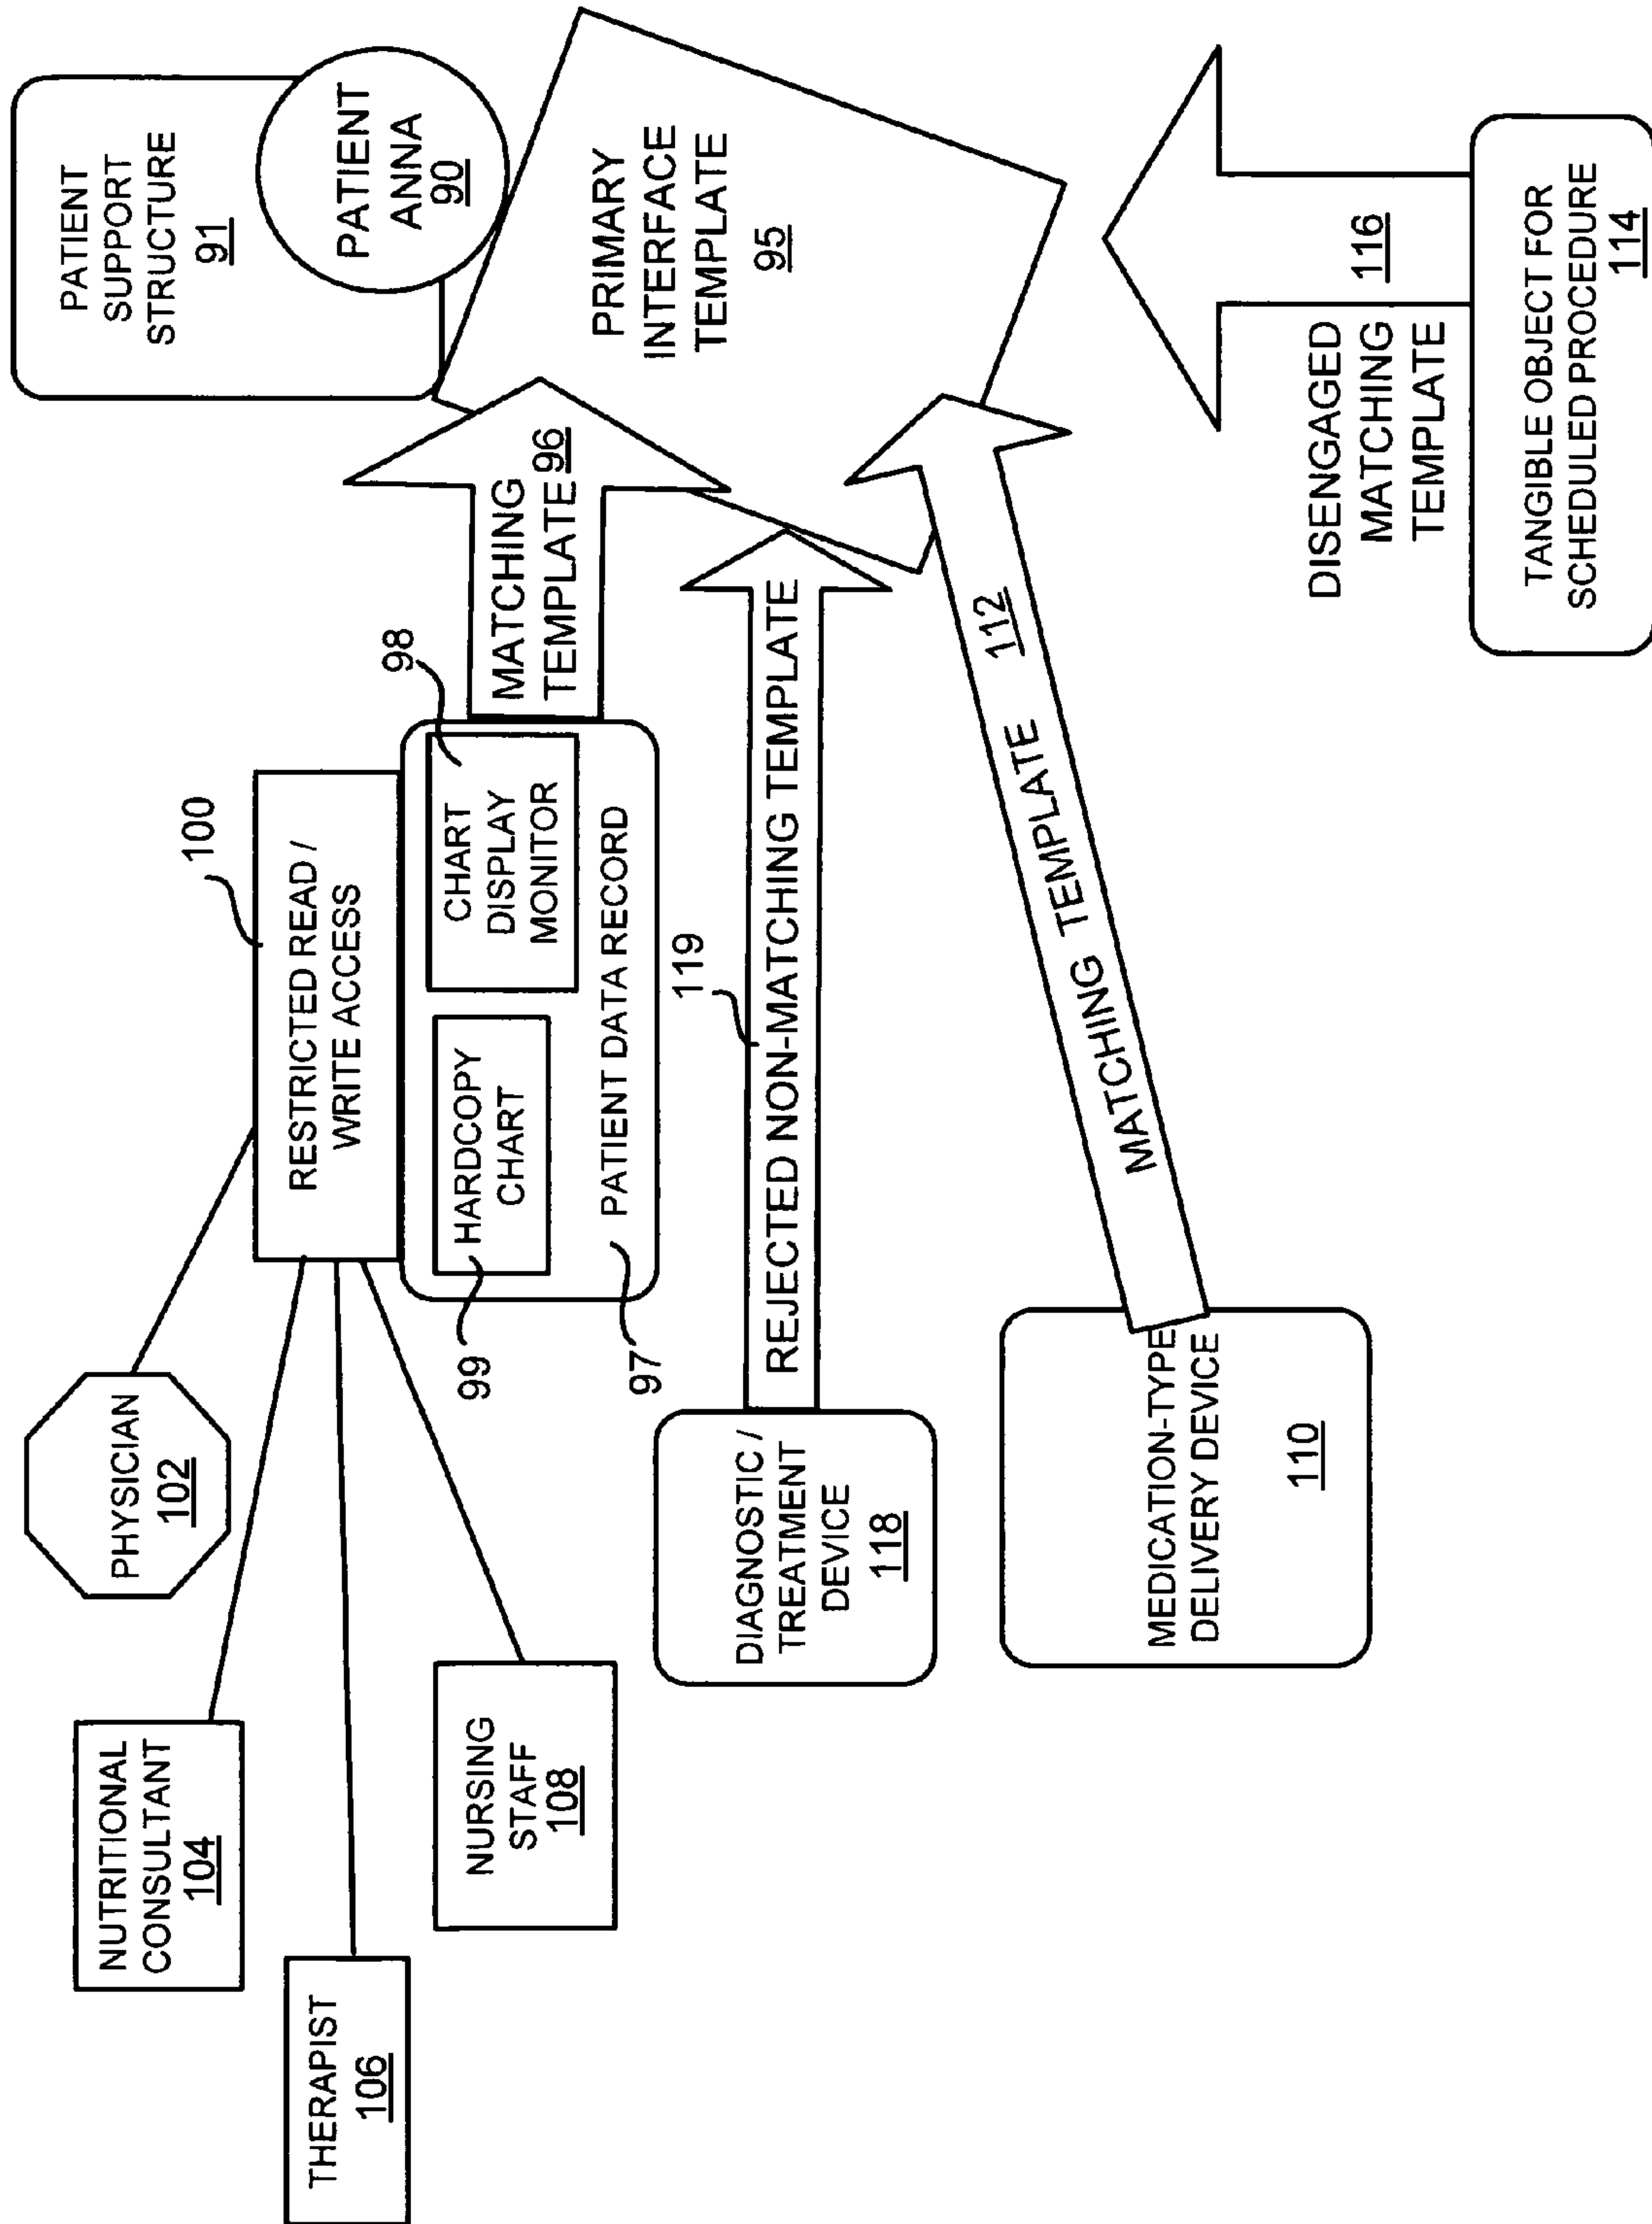 PATIENT
SUPPORT
STRUCTURE
91
PATIENT
ANNA
90
PRIMARY
INTERFACE
TEMPLATE
95
MATCHING
TEMPLATE 96
98
100
RESTRICTED READ /
WRITE ACCESS
CHART
DISPLAY
MONITOR
HARDCOPY
CHART
PATIENT DATA RECORD
99
97
PHYSICIAN
102
NUTRITIONAL
CONSULTANT
104
THERAPIST
106
NURSING
STAFF
108
119
REJECTED NON-MATCHING TEMPLATE
DIAGNOSTIC /
TREATMENT
DEVICE
118
MATCHING TEMPLATE 112
MEDICATION-TYPE
DELIVERY DEVICE
110
DISENGAGED
MATCHING
TEMPLATE
116
TANGIBLE OBJECT FOR
SCHEDULED PROCEDURE
114